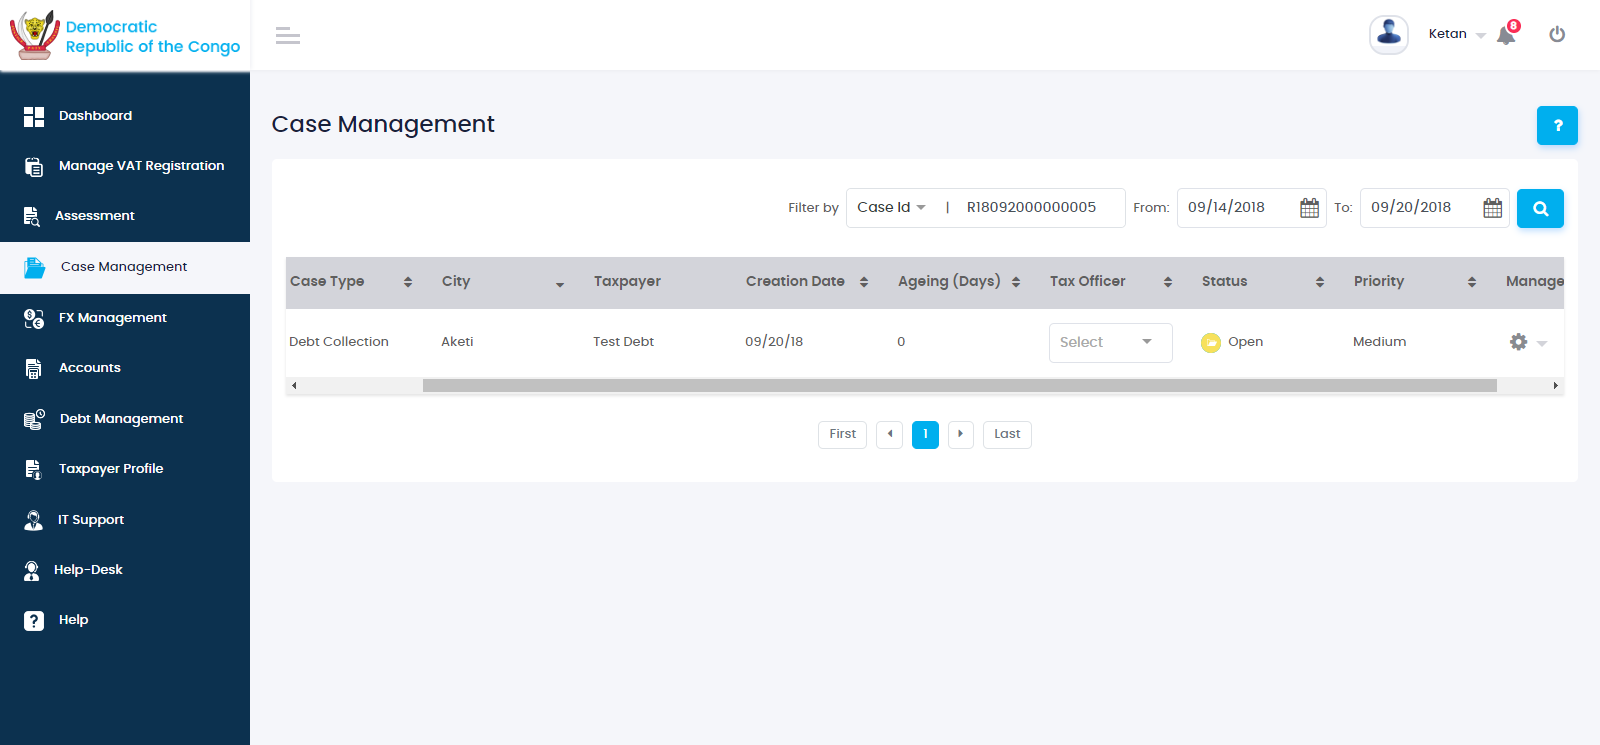 Democratic
Republic of the Congo
Ketan
8
Dashboard
Manage VAT Registration
Assessment
Case Management
FX Management
Accounts
Debt Management
Taxpayer Profile
IT Support
Help-Desk
? Help
Case Management
?
Filter by Case Id | R18092000000005 From: 09/14/2018 To: 09/20/2018
Case Type City Taxpayer Creation Date Ageing (Days) Tax Officer Status Priority Manage
Debt Collection Aketi Test Debt 09/20/18 0 Select Open Medium
First 1 Last